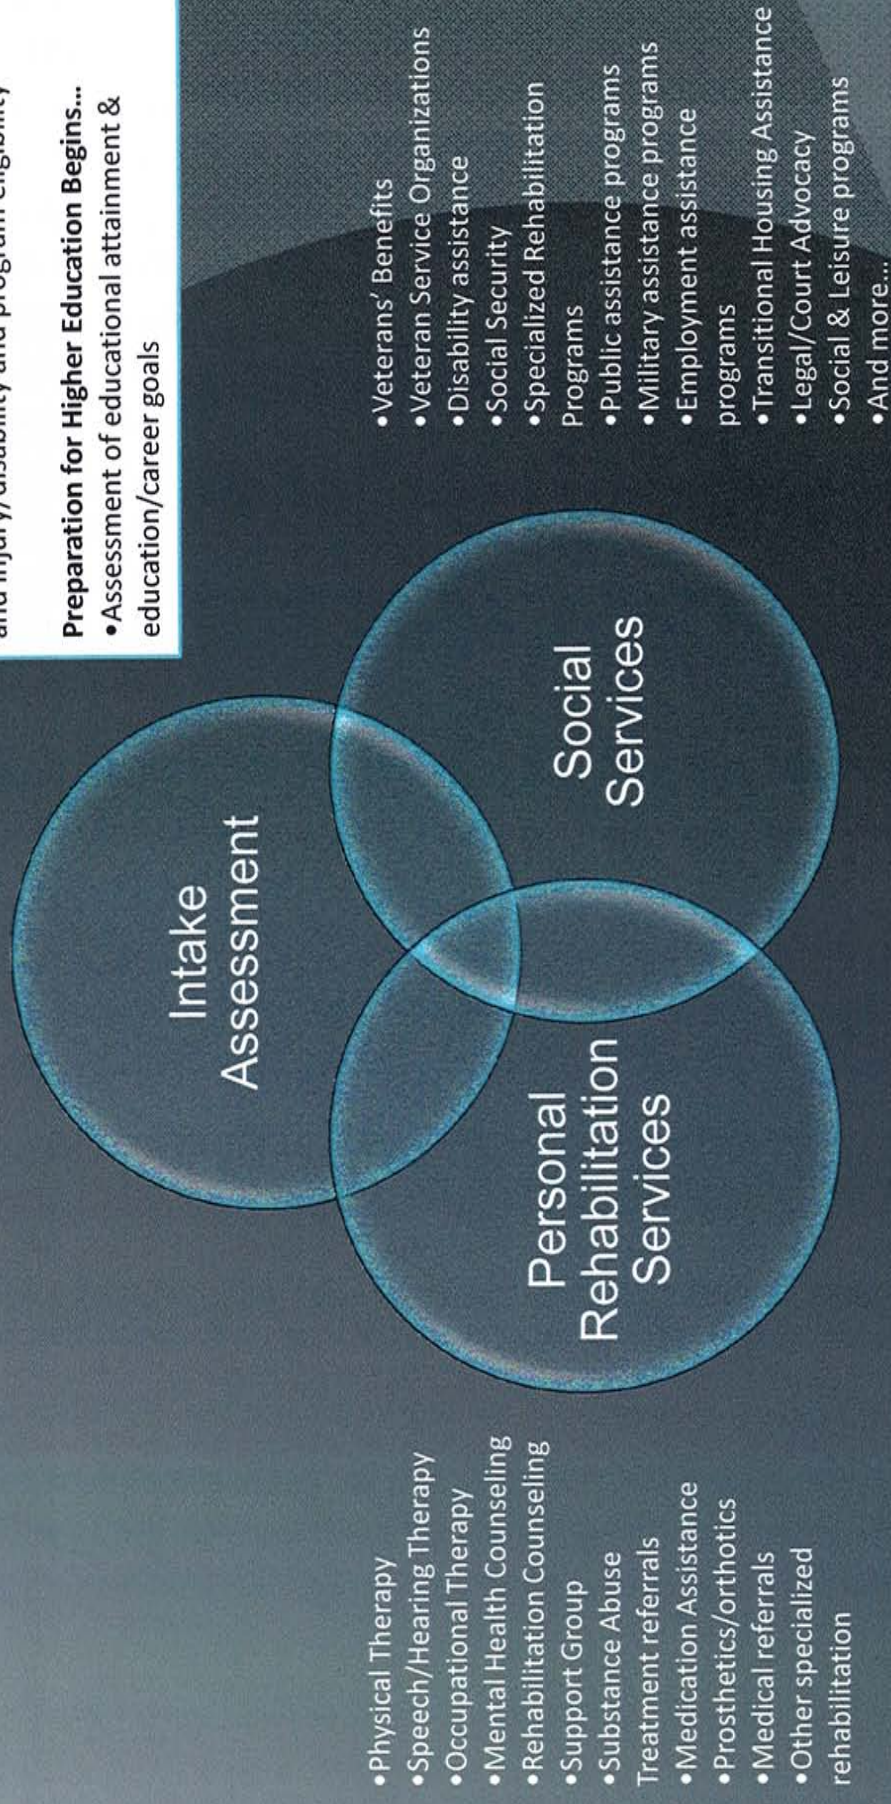 and injury/disability and program eligibility
Preparation for Higher Education Begins...
•Assessment of educational attainment &
education/career goals
Intake
Assessment
Personal
Rehabilitation
Services
Social
Services
•Physical Therapy
•Speech/Hearing Therapy
•Occupational Therapy
•Mental Health Counseling
•Rehabilitation Counseling
•Support Group
•Substance Abuse
Treatment referrals
•Medication Assistance
•Prosthetics/orthotics
•Medical referrals
•Other specialized
rehabilitation
•Veterans' Benefits
•Veteran Service Organizations
•Disability assistance
•Social Security
•Specialized Rehabilitation
Programs
•Public assistance programs
•Military assistance programs
•Employment assistance
programs
•Transitional Housing Assistance
•Legal/Court Advocacy
•Social & Leisure programs
•And more..